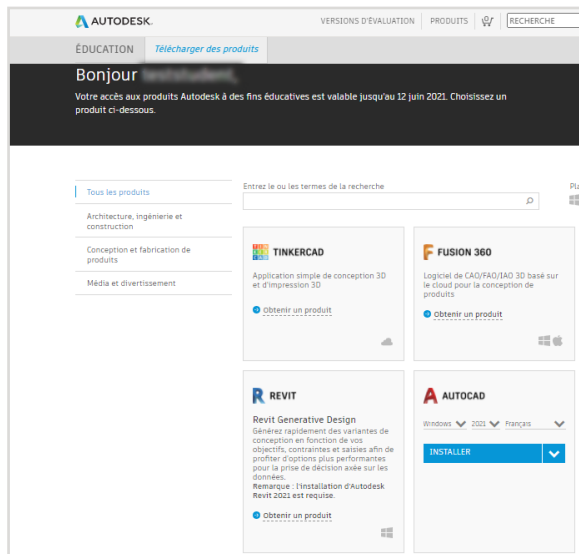 AUTODESK.
VERSIONS D'ÉVALUATION
PRODUITS
RECHERCHE
ÉDUCATION
Télécharger des produits
Bonjour
Votre accès aux produits Autodesk à des fins éducatives est valable jusqu'au 12 juin 2021. Choisissez un
produit ci-dessous.
Tous les produits
Architecture, ingénierie et
construction
Conception et fabrication de
produits
Média et divertissement
Entrez le ou les termes de la recherche
TINKERCAD
Application simple de conception 3D
et d'impression 3D
Obtenir un produit
FUSION 360
Logiciel de CAO/FAO/IAO 3D basé sur
le cloud pour la conception de
produits
Obtenir un produit
REVIT
Revit Generative Design
Générez rapidement des variantes de
conception en fonction de vos
objectifs, contraintes et saisies afin de
profiter d'options plus performantes
pour la prise de décision axée sur les
données.
Remarque : l'installation d'Autodesk
Revit 2021 est requise.
Obtenir un produit
AUTOCAD
Windows 2021 Français
INSTALLER